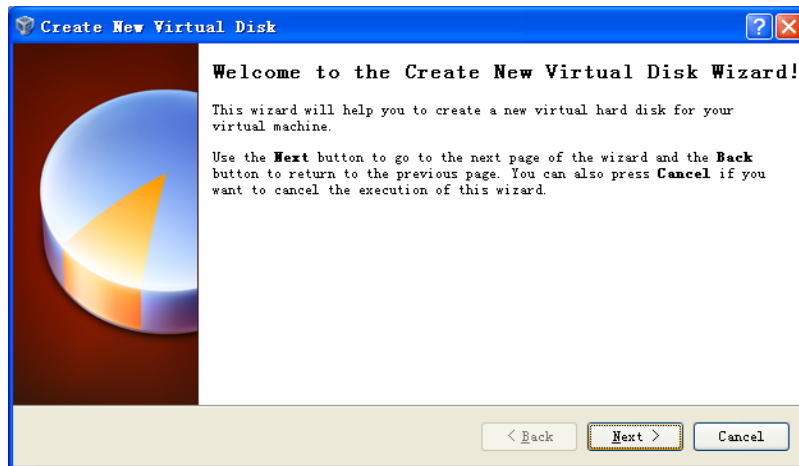 Create New Virtual Disk
Welcome to the Create New Virtual Disk Wizard!
This wizard will help you to create a new virtual hard disk for your
virtual machine.
Use the Next button to go to the next page of the wizard and the Back
button to return to the previous page. You can also press Cancel if you
want to cancel the execution of this wizard.
< Back Next > Cancel